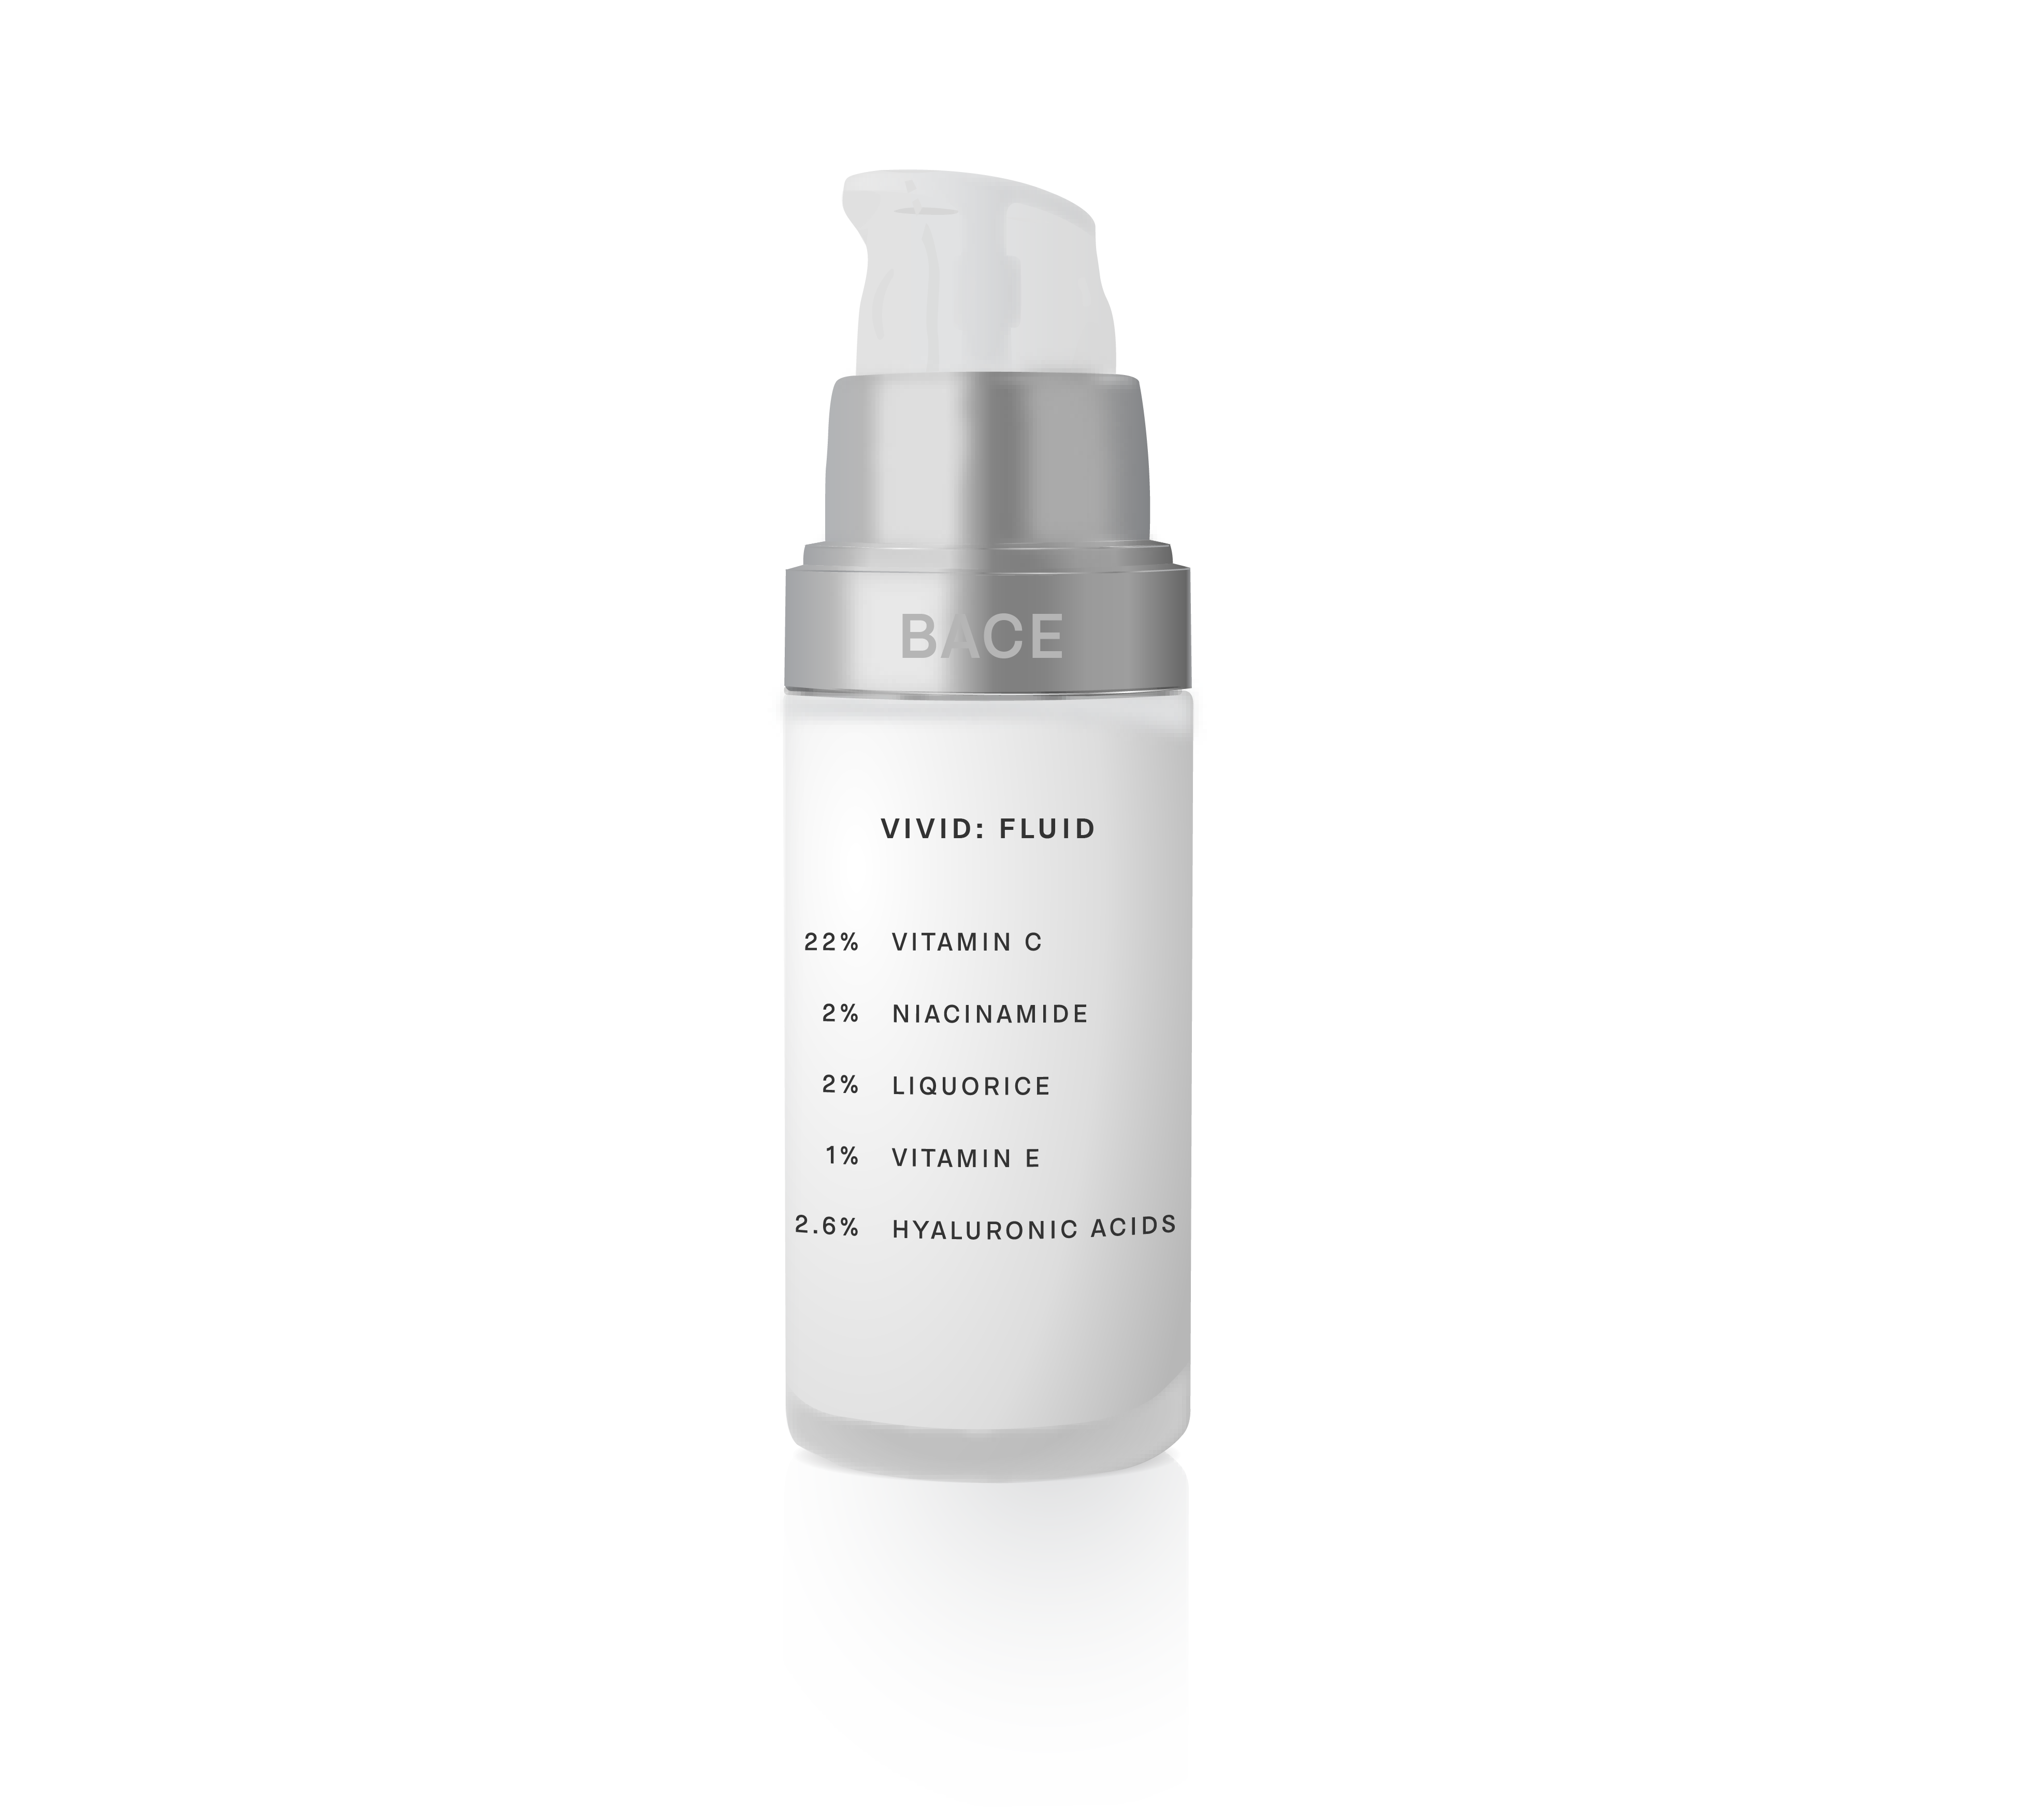 BACE
VIVID: FLUID
22% VITAMIN C
2% NIACINAMIDE
2% LIQUORICE
1% VITAMIN E
2.6% HYALURONIC ACIDS